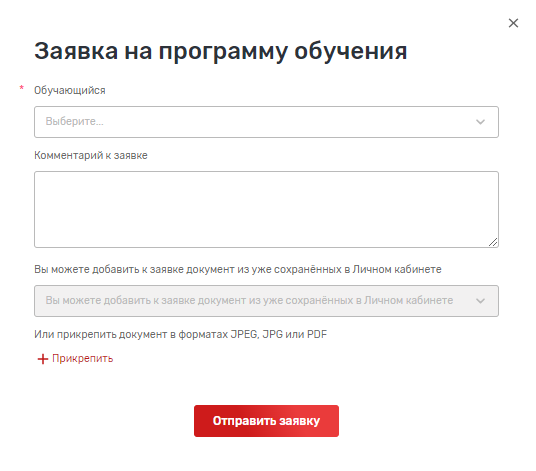 Заявка на программу обучения
* Обучающийся
Выберите...
Комментарий к заявке
Вы можете добавить к заявке документ из уже сохранённых в Личном кабинете
Вы можете добавить к заявке документ из уже сохранённых в Личном кабинете
Или прикрепить документ в форматах JPEG, JPG или PDF
+ Прикрепить
Отправить заявку